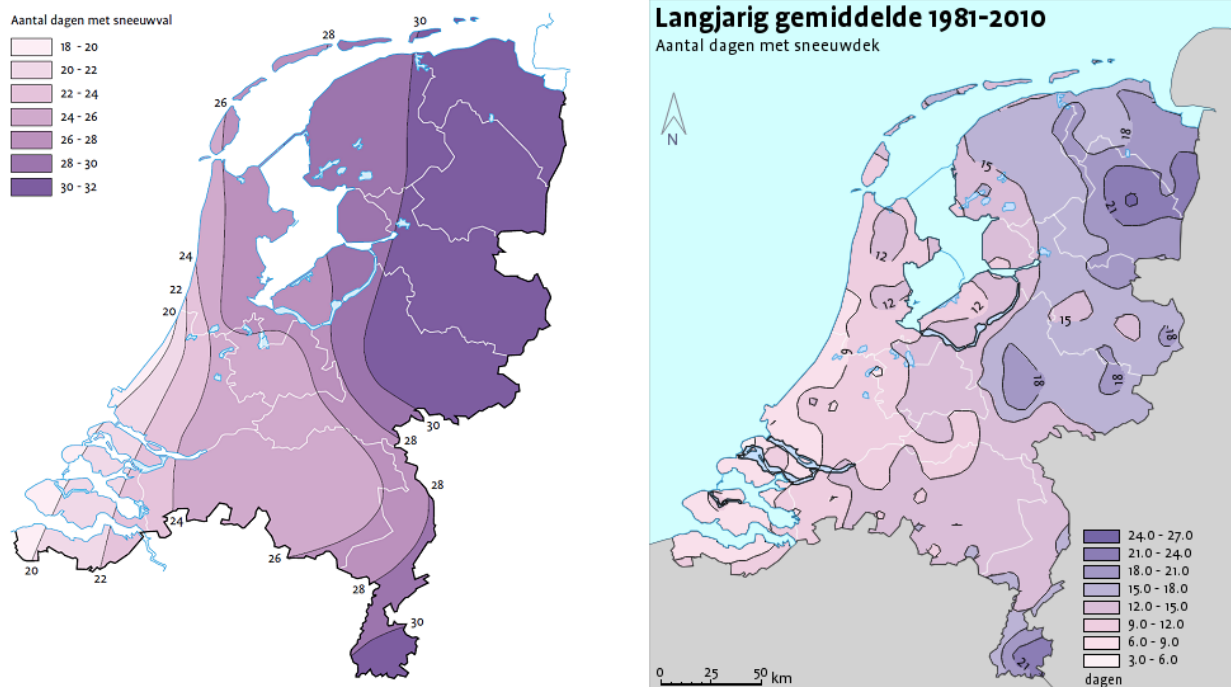 Aantal dagen met sneeuwval
18 - 20
20 - 22
22 - 24
24 - 26
26 - 28
28 - 30
30 - 32
30
28
26
24
22
20
30
28
28
24
26
20
22
28
30
Langjarig gemiddelde 1981-2010
Aantal dagen met sneeuwdek
N
18
15
21
12
12
12
15
18
9
18
18
21
24.0 - 27.0
21.0 - 24.0
18.0 - 21.0
15.0 - 18.0
12.0 - 15.0
9.0 - 12.0
6.0 - 9.0
3.0 - 6.0
dagen
0 25 50 km